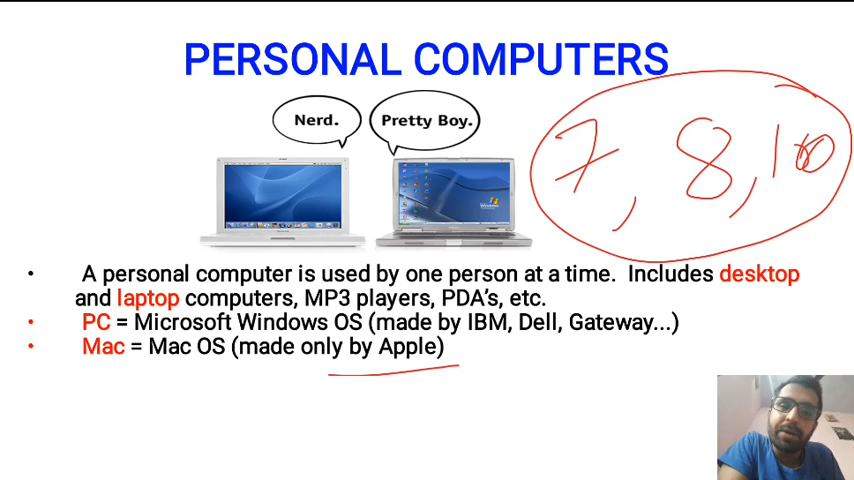 PERSONAL COMPUTERS
Nerd.
Pretty Boy.
7, 8, 10
Windows
• A personal computer is used by one person at a time. Includes desktop
and laptop computers, MP3 players, PDA's, etc.
• PC = Microsoft Windows OS (made by IBM, Dell, Gateway...)
• Mac = Mac OS (made only by Apple)